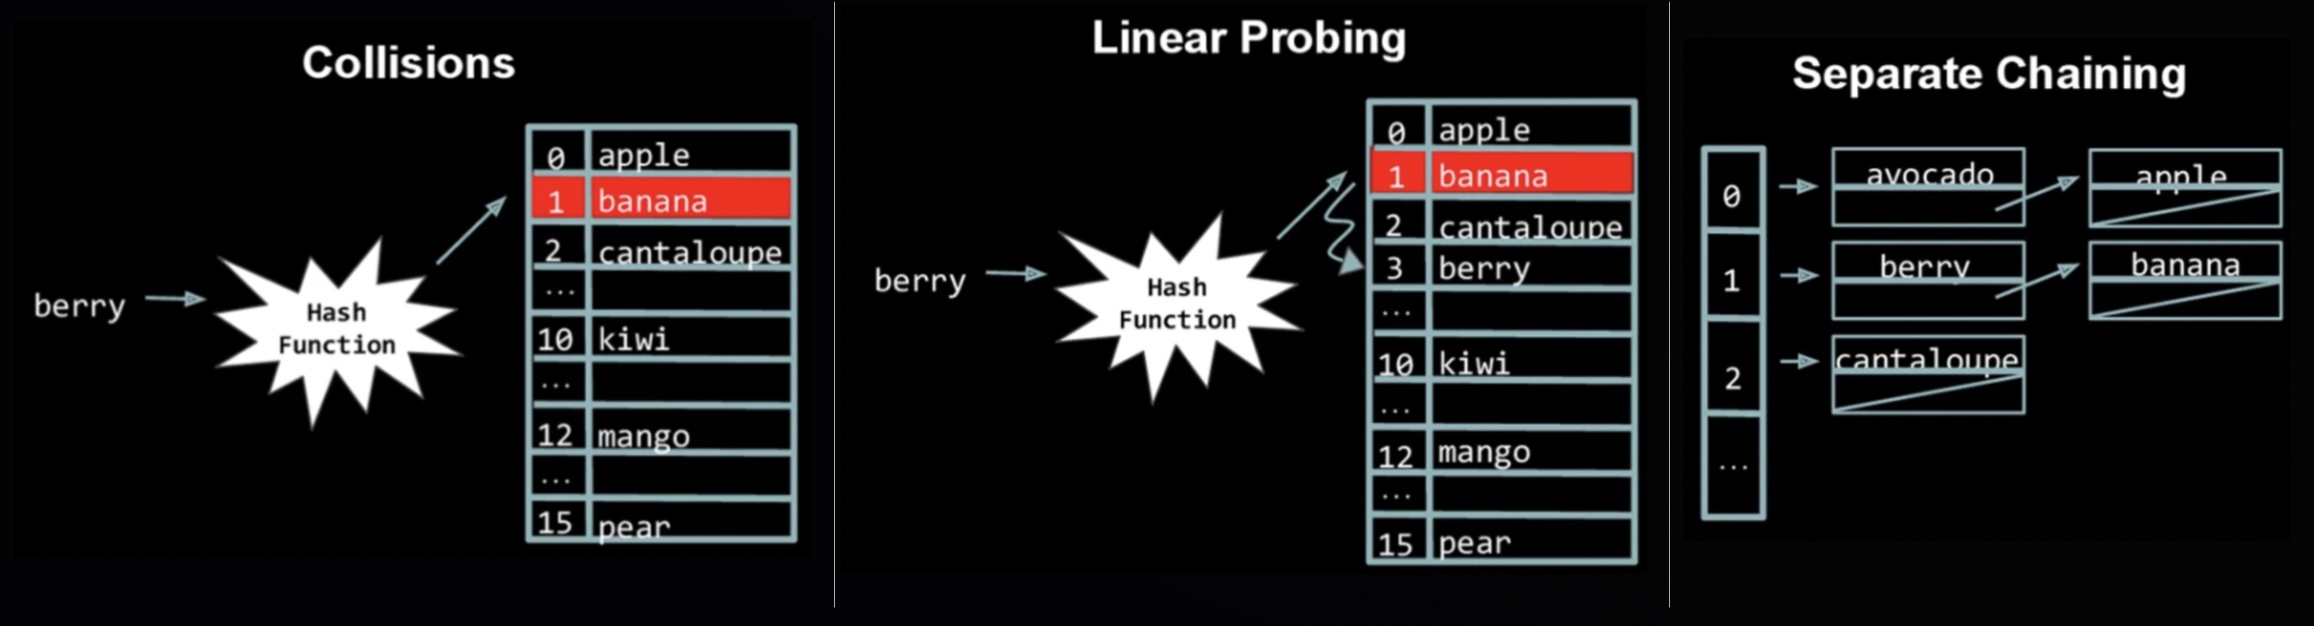 Collisions
berry
Hash
Function
0 apple
1 banana
2 cantaloupe
...
10 kiwi
...
12 mango
...
15 pear
Linear Probing
berry
Hash
Function
0 apple
1 banana
2 cantaloupe
3 berry
...
10 kiwi
...
12 mango
...
15 pear
Separate Chaining
0 avocado apple
1 berry banana
2 cantaloupe
...